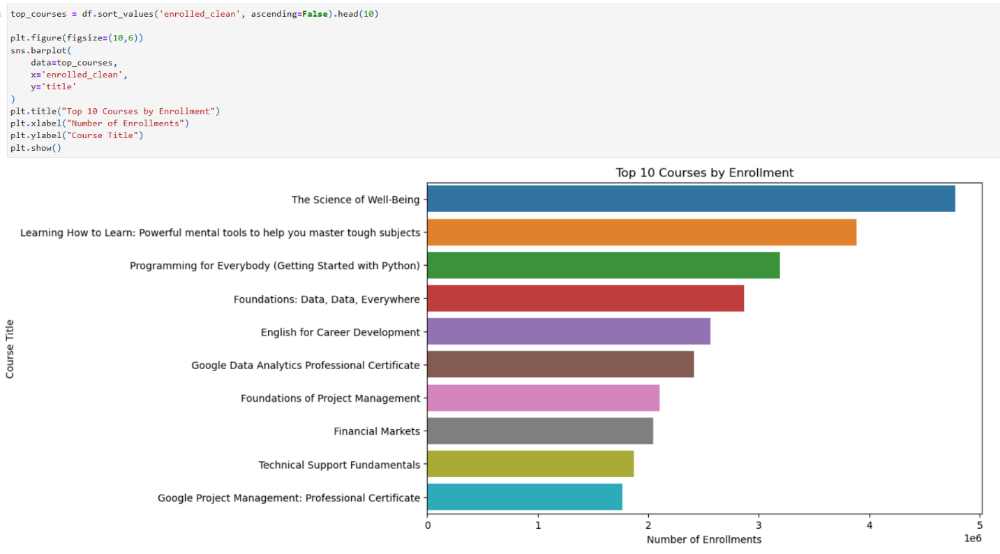 top_courses = df.sort_values('enrolled_clean', ascending=False).head(10)
plt.figure(figsize=(10,6))
sns.barplot(
    data=top_courses,
    x='enrolled_clean',
    y='title'
)
plt.title("Top 10 Courses by Enrollment")
plt.xlabel("Number of Enrollments")
plt.ylabel("Course Title")
plt.show()
Top 10 Courses by Enrollment
The Science of Well-Being
Learning How to Learn: Powerful mental tools to help you master tough subjects
Programming for Everybody (Getting Started with Python)
Foundations: Data, Data, Everywhere
English for Career Development
Google Data Analytics Professional Certificate
Foundations of Project Management
Financial Markets
Technical Support Fundamentals
Google Project Management: Professional Certificate
Course Title
0 1 2 3 4 5
Number of Enrollments
1e6